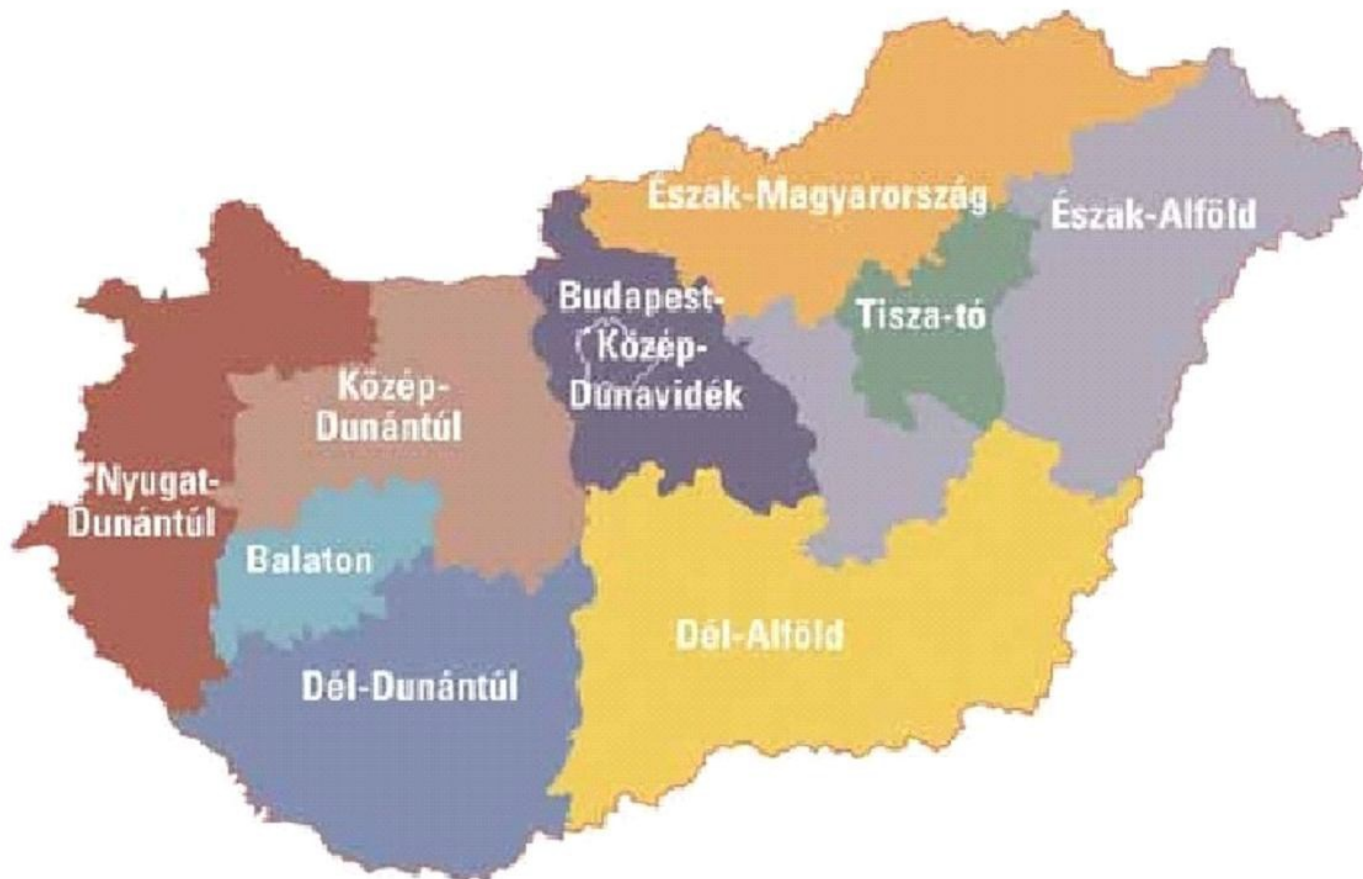 Észak-Magyarország
Észak-Alföld
Budapest-
Közép-
Dunavidék
Tisza-tó
Közép-
Dunántúl
Nyugat-
Dunántúl
Balaton
Dél-Alföld
Dél-Dunántúl